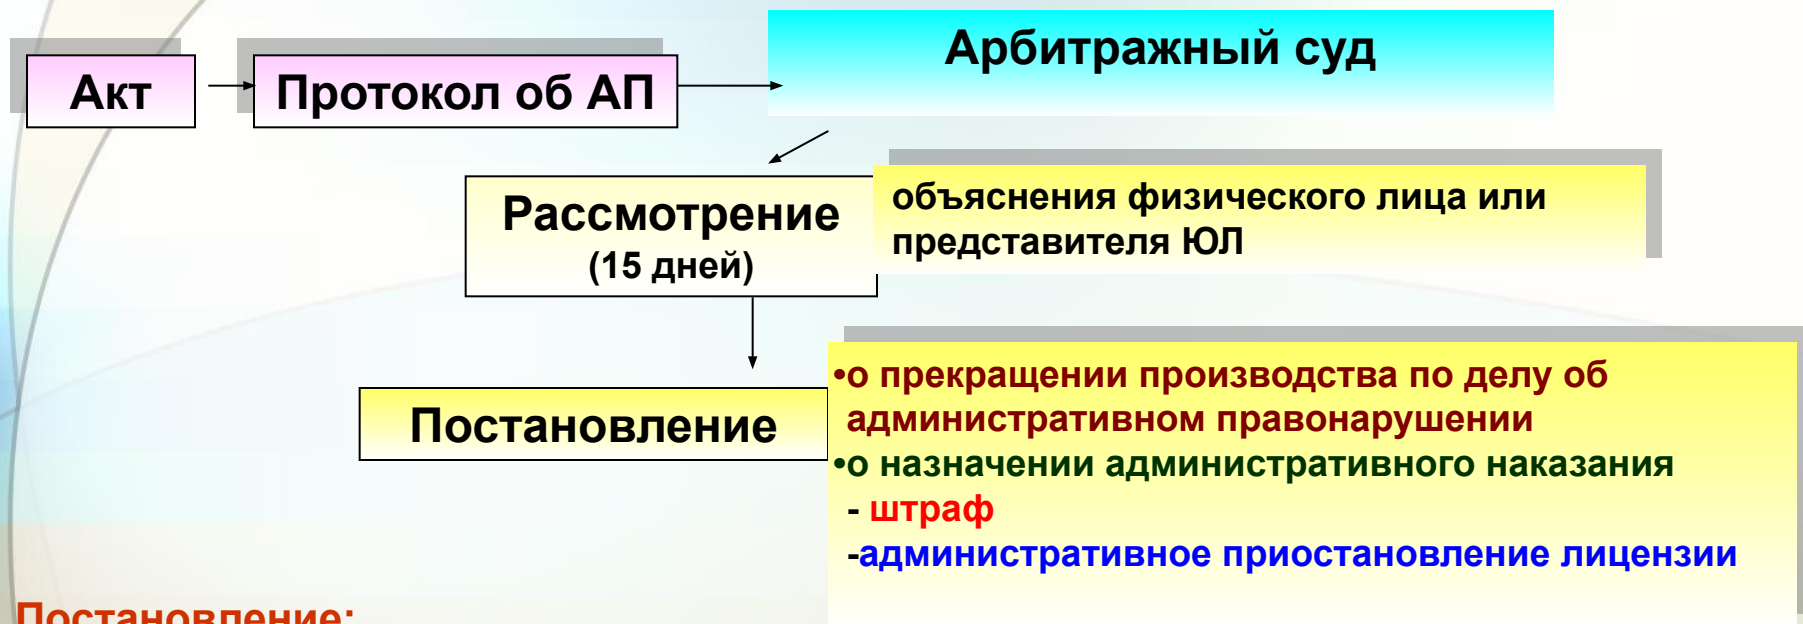 Акт
Протокол об АП
Арбитражный суд
Рассмотрение
(15 дней)
объяснения физического лица или
представителя ЮЛ
Постановление
•о прекращении производства по делу об
административном правонарушении
•о назначении административного наказания
- штраф
-административное приостановление лицензии
Постановление: